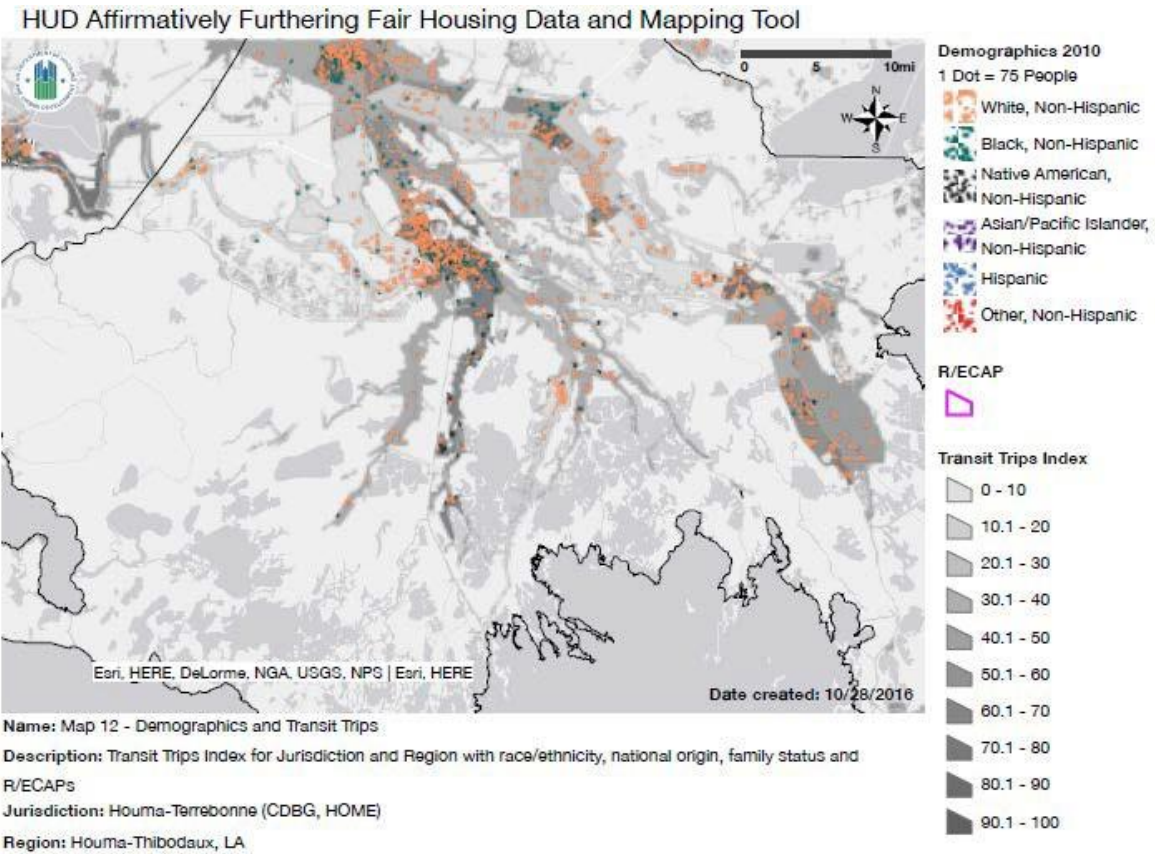 HUD Affirmatively Furthering Fair Housing Data and Mapping Tool
0 5 10mi
N
W E
S
Esri, HERE, DeLorme, NGA, USGS, NPS | Esri, HERE
Date created: 10/28/2016
Demographics 2010
1 Dot = 75 People
White, Non-Hispanic
Black, Non-Hispanic
Native American,
Non-Hispanic
Asian/Pacific Islander,
Non-Hispanic
Hispanic
Other, Non-Hispanic
R/ECAP
Transit Trips Index
0 - 10
10.1 - 20
20.1 - 30
30.1 - 40
40.1 - 50
50.1 - 60
60.1 - 70
70.1 - 80
80.1 - 90
90.1 - 100
Name: Map 12 - Demographics and Transit Trips
Description: Transit Trips Index for Jurisdiction and Region with race/ethnicity, national origin, family status and
R/ECAPs
Jurisdiction: Houma-Terrebonne (CDBG, HOME)
Region: Houma-Thibodaux, LA